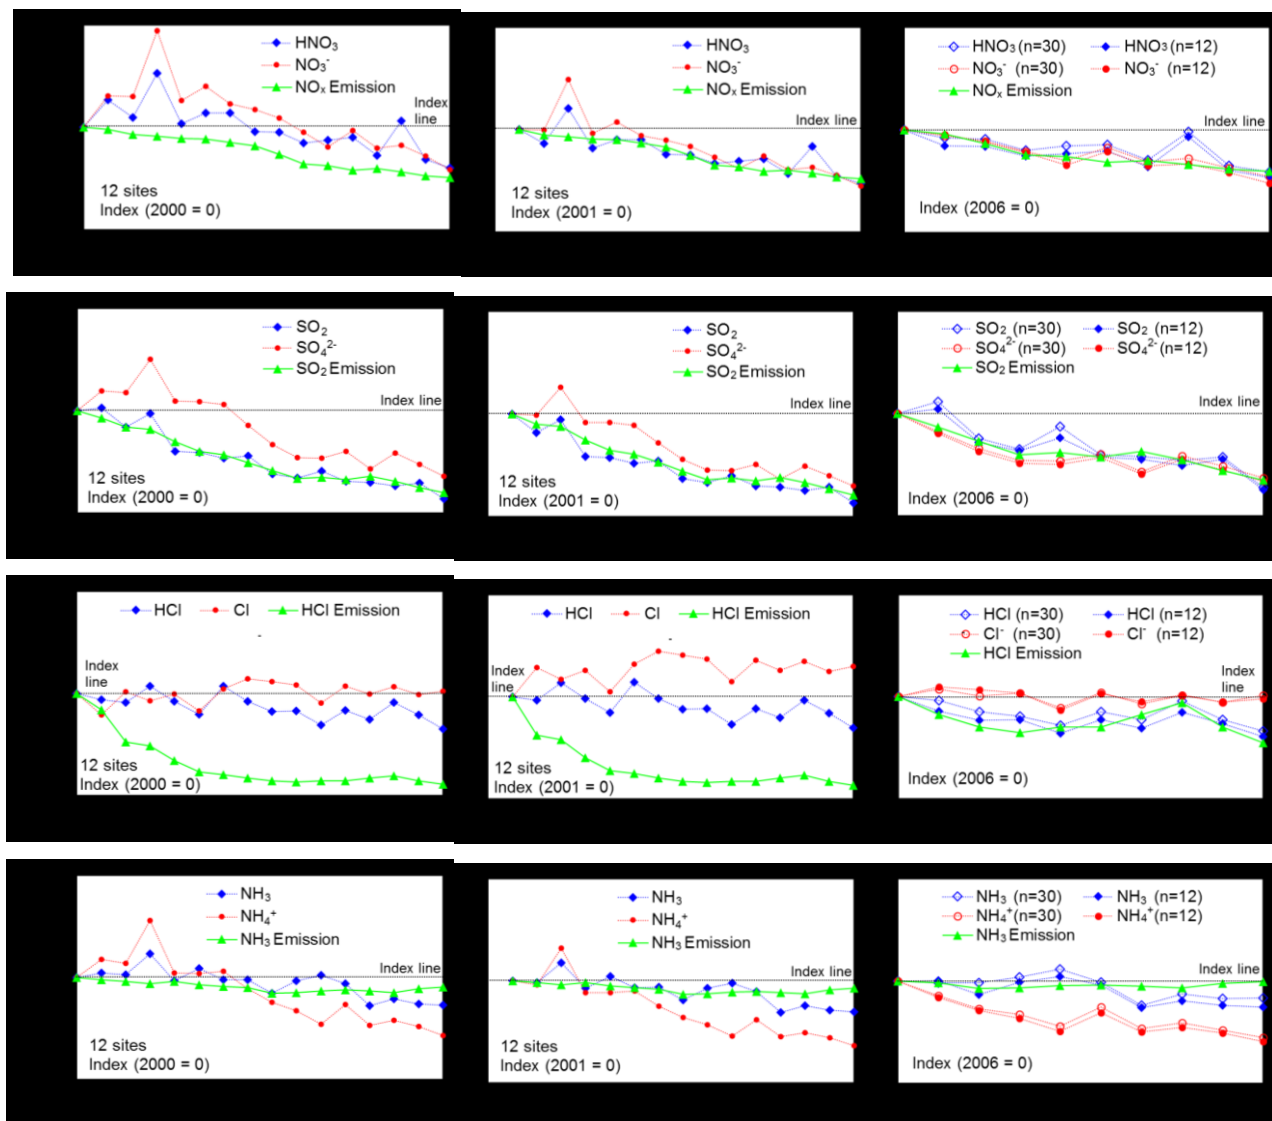 HNO₃
NO₃⁻
NOₓ Emission
Index
line
12 sites
Index (2000 = 0)
HNO₃
NO₃⁻
NOₓ Emission
Index line
12 sites
Index (2001 = 0)
HNO₃ (n=30) HNO₃ (n=12)
NO₃⁻ (n=30) NO₃⁻ (n=12)
NOₓ Emission
Index line
Index (2006 = 0)
SO₂
SO₄²⁻
SO₂ Emission
Index line
12 sites
Index (2000 = 0)
SO₂
SO₄²⁻
SO₂ Emission
Index line
12 sites
Index (2001 = 0)
SO₂ (n=30) SO₂ (n=12)
SO₄²⁻ (n=30) SO₄²⁻ (n=12)
SO₂ Emission
Index line
Index (2006 = 0)
HCl Cl HCl Emission
-
Index
line
12 sites
Index (2000 = 0)
HCl Cl HCl Emission
-
Index
line
12 sites
Index (2001 = 0)
HCl (n=30) HCl (n=12)
Cl⁻ (n=30) Cl⁻ (n=12)
HCl Emission
Index
line
Index (2006 = 0)
NH₃
NH₄⁺
NH₃ Emission
Index line
12 sites
Index (2000 = 0)
NH₃
NH₄⁺
NH₃ Emission
Index line
12 sites
Index (2001 = 0)
NH₃ (n=30) NH₃ (n=12)
NH₄⁺(n=30) NH₄⁺(n=12)
NH₃ Emission
Index line
Index (2006 = 0)